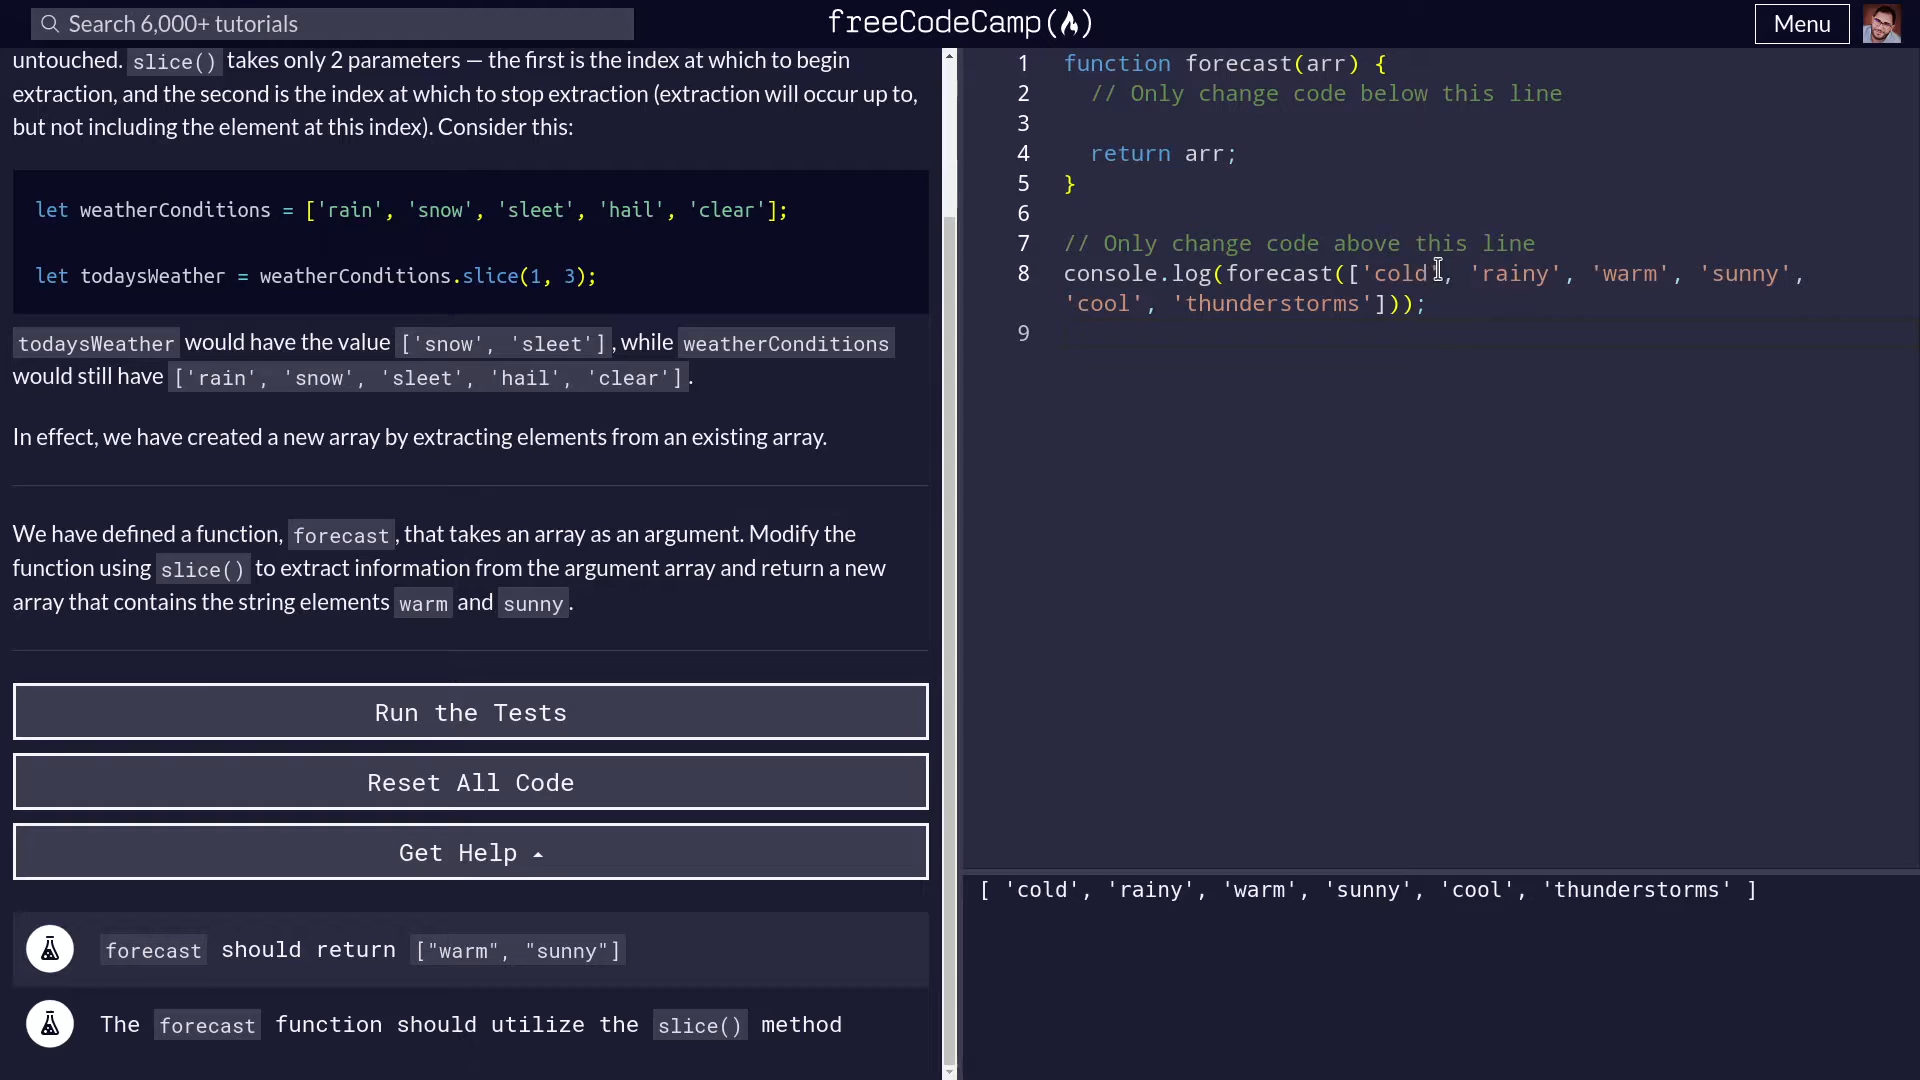 Search 6,000+ tutorials
freeCodeCamp
Menu
untouched. slice() takes only 2 parameters — the first is the index at which to begin
extraction, and the second is the index at which to stop extraction (extraction will occur up to,
but not including the element at this index). Consider this:
let weatherConditions = ['rain', 'snow', 'sleet', 'hail', 'clear'];
let todaysWeather = weatherConditions.slice(1, 3);
todaysWeather would have the value ['snow', 'sleet'], while weatherConditions
would still have ['rain', 'snow', 'sleet', 'hail', 'clear'].
In effect, we have created a new array by extracting elements from an existing array.
We have defined a function, forecast, that takes an array as an argument. Modify the
function using slice() to extract information from the argument array and return a new
array that contains the string elements warm and sunny.
Run the Tests
Reset All Code
Get Help
forecast should return ["warm", "sunny"]
The forecast function should utilize the slice() method
1 function forecast(arr) {
2 // Only change code below this line
3
4 return arr;
5 }
6
7 // Only change code above this line
8 console.log(forecast(['cold', 'rainy', 'warm', 'sunny',
'cool', 'thunderstorms']));
9
[ 'cold', 'rainy', 'warm', 'sunny', 'cool', 'thunderstorms' ]